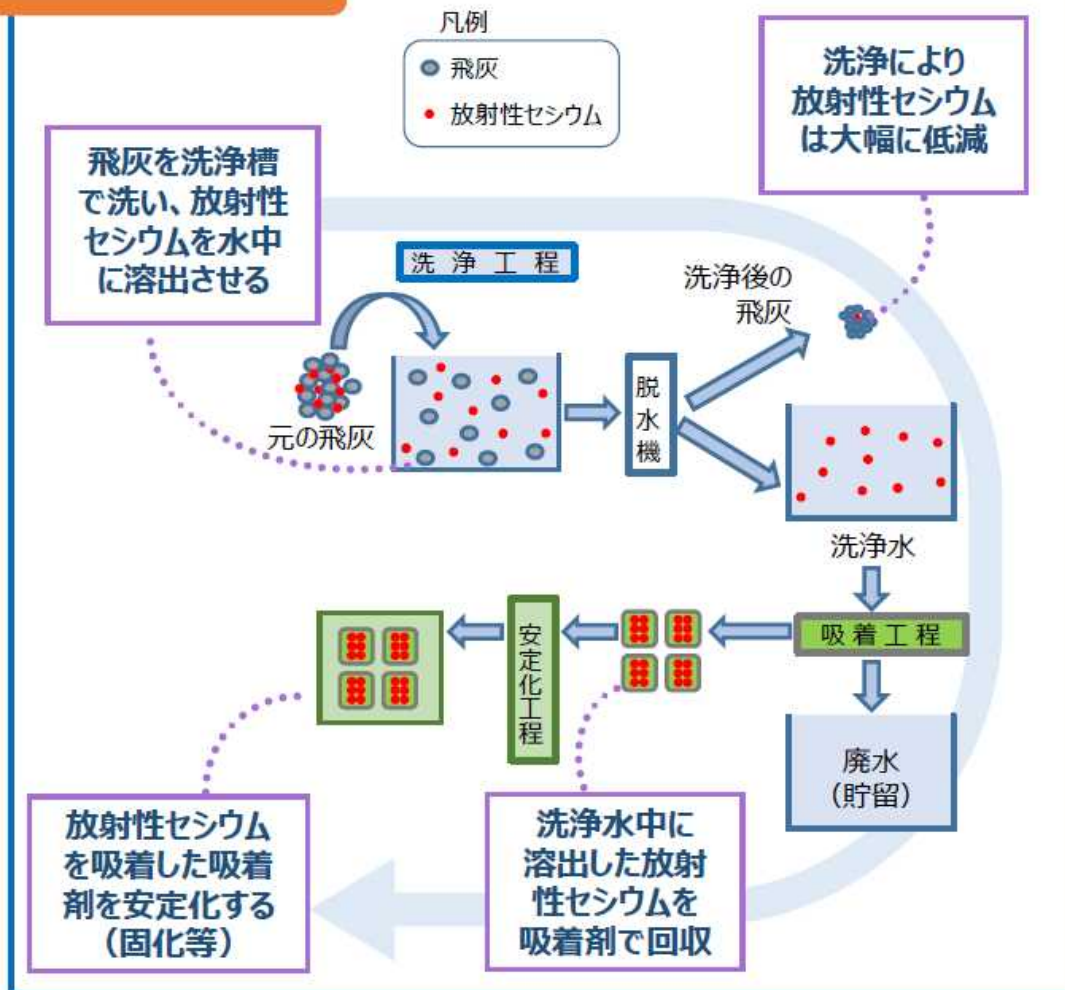 凡例
飛灰
放射性セシウム
洗浄により
放射性セシウム
は大幅に低減
飛灰を洗浄槽
で洗い、放射性
セシウムを水中
に溶出させる
洗浄工程
洗浄後の
飛灰
元の飛灰
脱水機
洗浄水
吸着工程
安定化工程
廃水
（貯留）
放射性セシウム
を吸着した吸着
剤を安定化する
（固化等）
洗浄水中に
溶出した放射
性セシウムを
吸着剤で回収